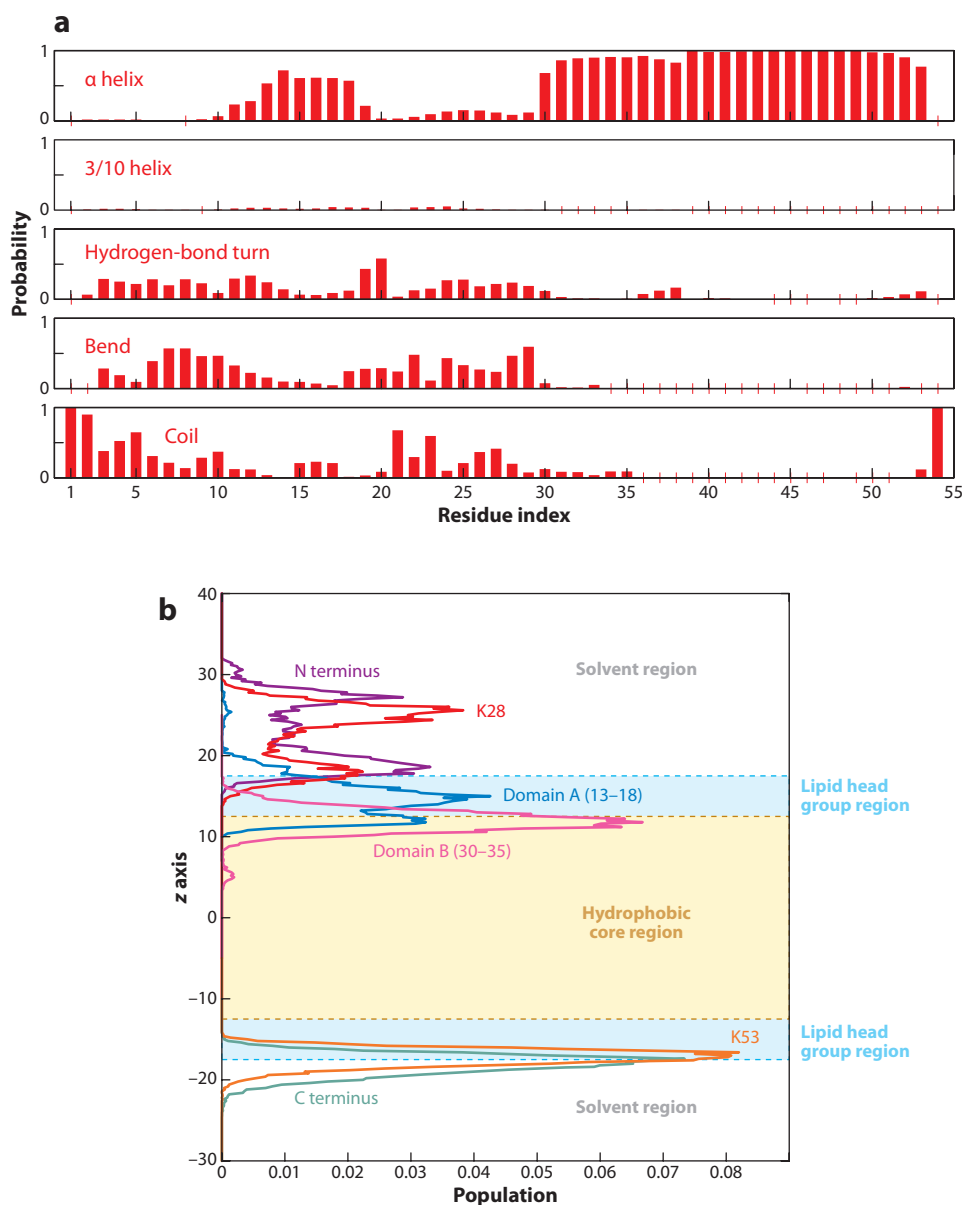 a
1
α helix
0
1
3/10 helix
0
1
Hydrogen-bond turn
0
1
Bend
0
1
Coil
0
Probability
1 5 10 15 20 25 30 35 40 45 50 55
Residue index
b
40
30
20
10
0
−10
−20
−30
z axis
N terminus
Solvent region
K28
Domain A (13–18)
Lipid head
group region
Domain B (30–35)
Hydrophobic
core region
K53
Lipid head
group region
C terminus
Solvent region
0 0.01 0.02 0.03 0.04 0.05 0.06 0.07 0.08
Population